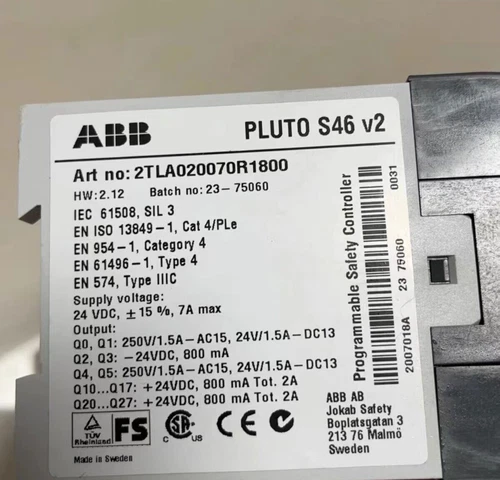 ABB
PLUTO S46 v2
Art no: 2TLA020070R1800
HW: 2.12 Batch no: 23-75060
IEC 61508, SIL 3
EN ISO 13849-1, Cat 4/PLe
EN 954-1, Category 4
EN 61496-1, Type 4
EN 574, Type IIIC
Supply voltage:
24 VDC, ±15 %, 7A max
Output:
Q0, Q1: 250V/1.5A-AC15, 24V/1.5A-DC13
Q2, Q3: -24VDC, 800 mA
Q4, Q5: 250V/1.5A-AC15, 24V/1.5A-DC13
Q10...Q17: +24VDC, 800 mA Tot. 2A
Q20...Q27: +24VDC, 800 mA Tot. 2A
Programmable Safety Controller
2007018A 23 75060 0031
TÜV
Rheinland
FS
C SA US
CE
Made in Sweden
ABB AB
Jokab Safety
Boplatsgatan 3
213 76 Malmö
Sweden